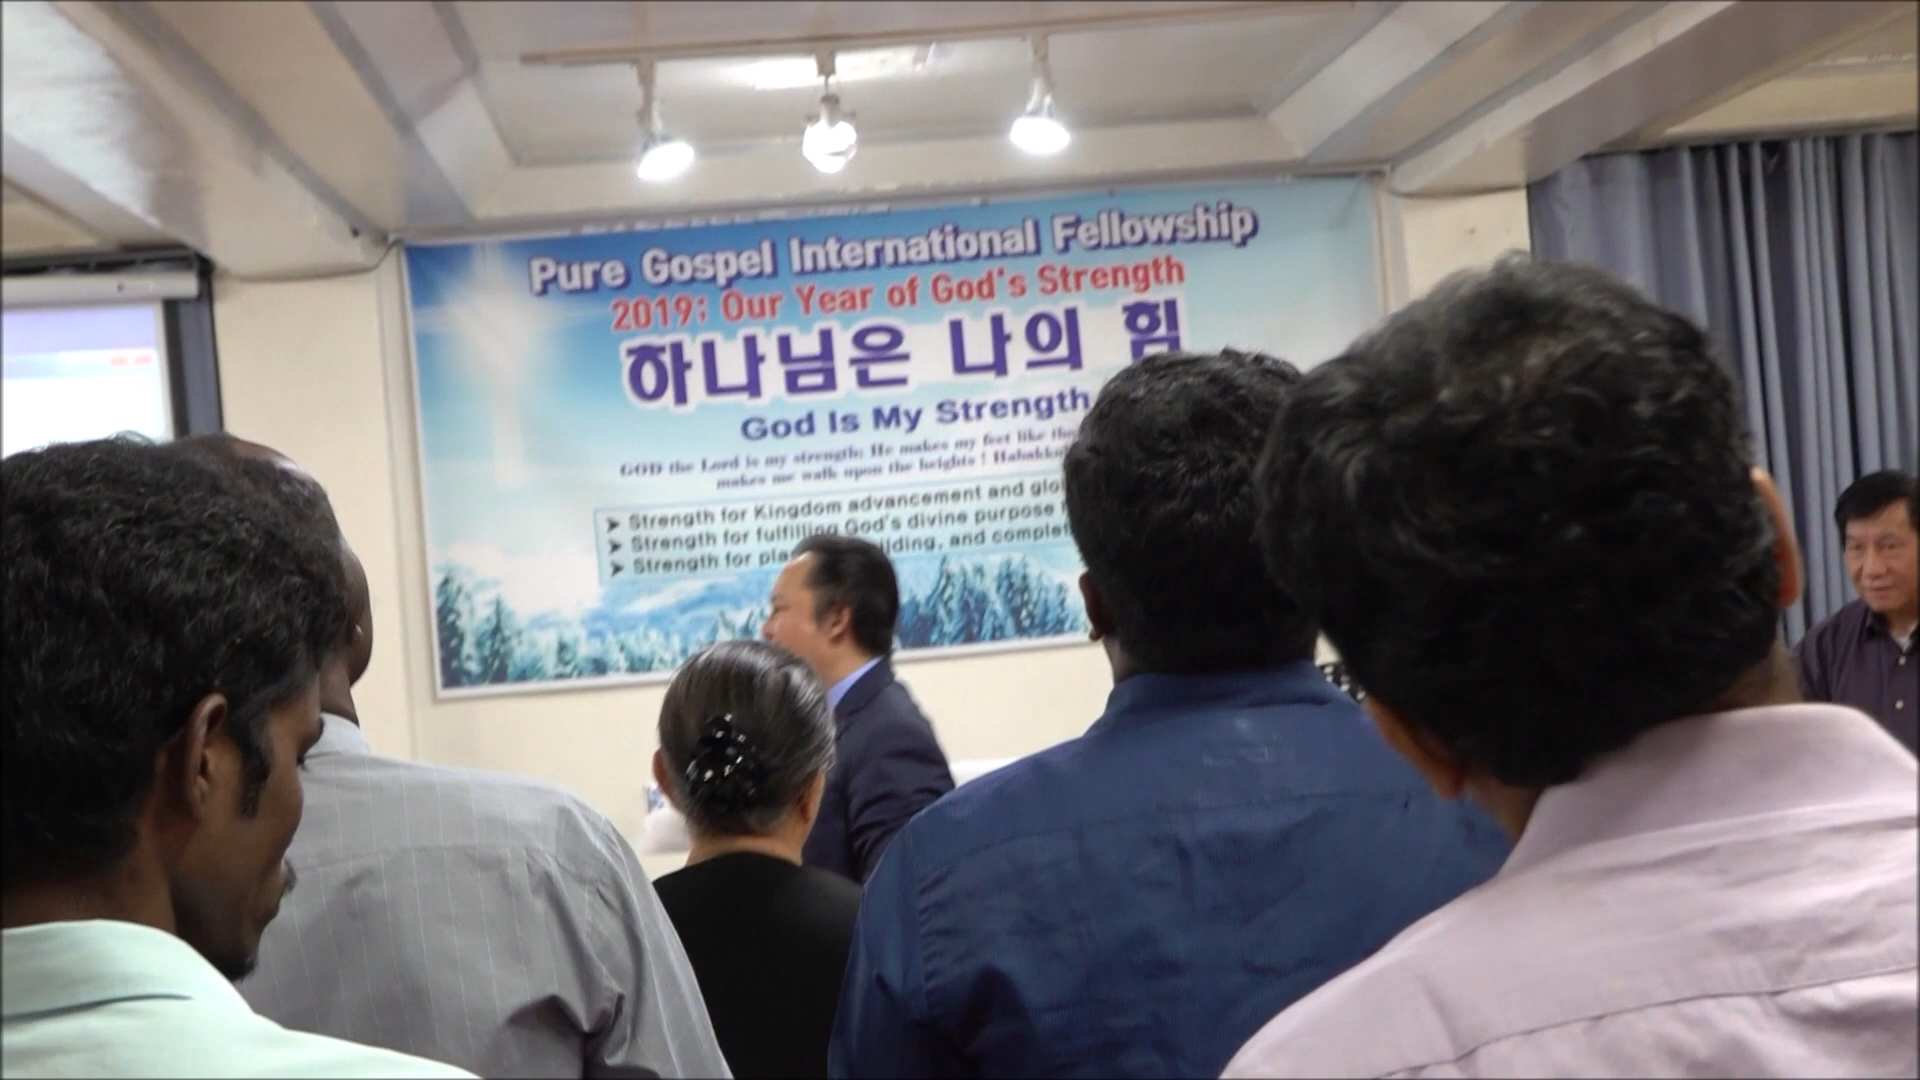 Pure Gospel International Fellowship
2019; Our Year of God's Strength
하나님은 나의 힘
God Is My Strength
GOD the Lord is my strength; He makes my feet like
makes me walk upon the heights !
➤ Strength for Kingdom advancement and
➤ Strength for fulfilling God's divine purpose
➤ Strength for and